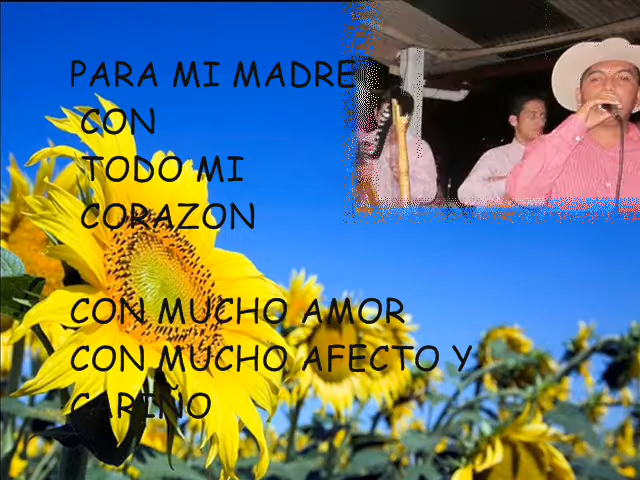 PARA MI MADRE
CON
TODO MI
CORAZON
CON MUCHO AMOR
CON MUCHO AFECTO Y
CARIÑO